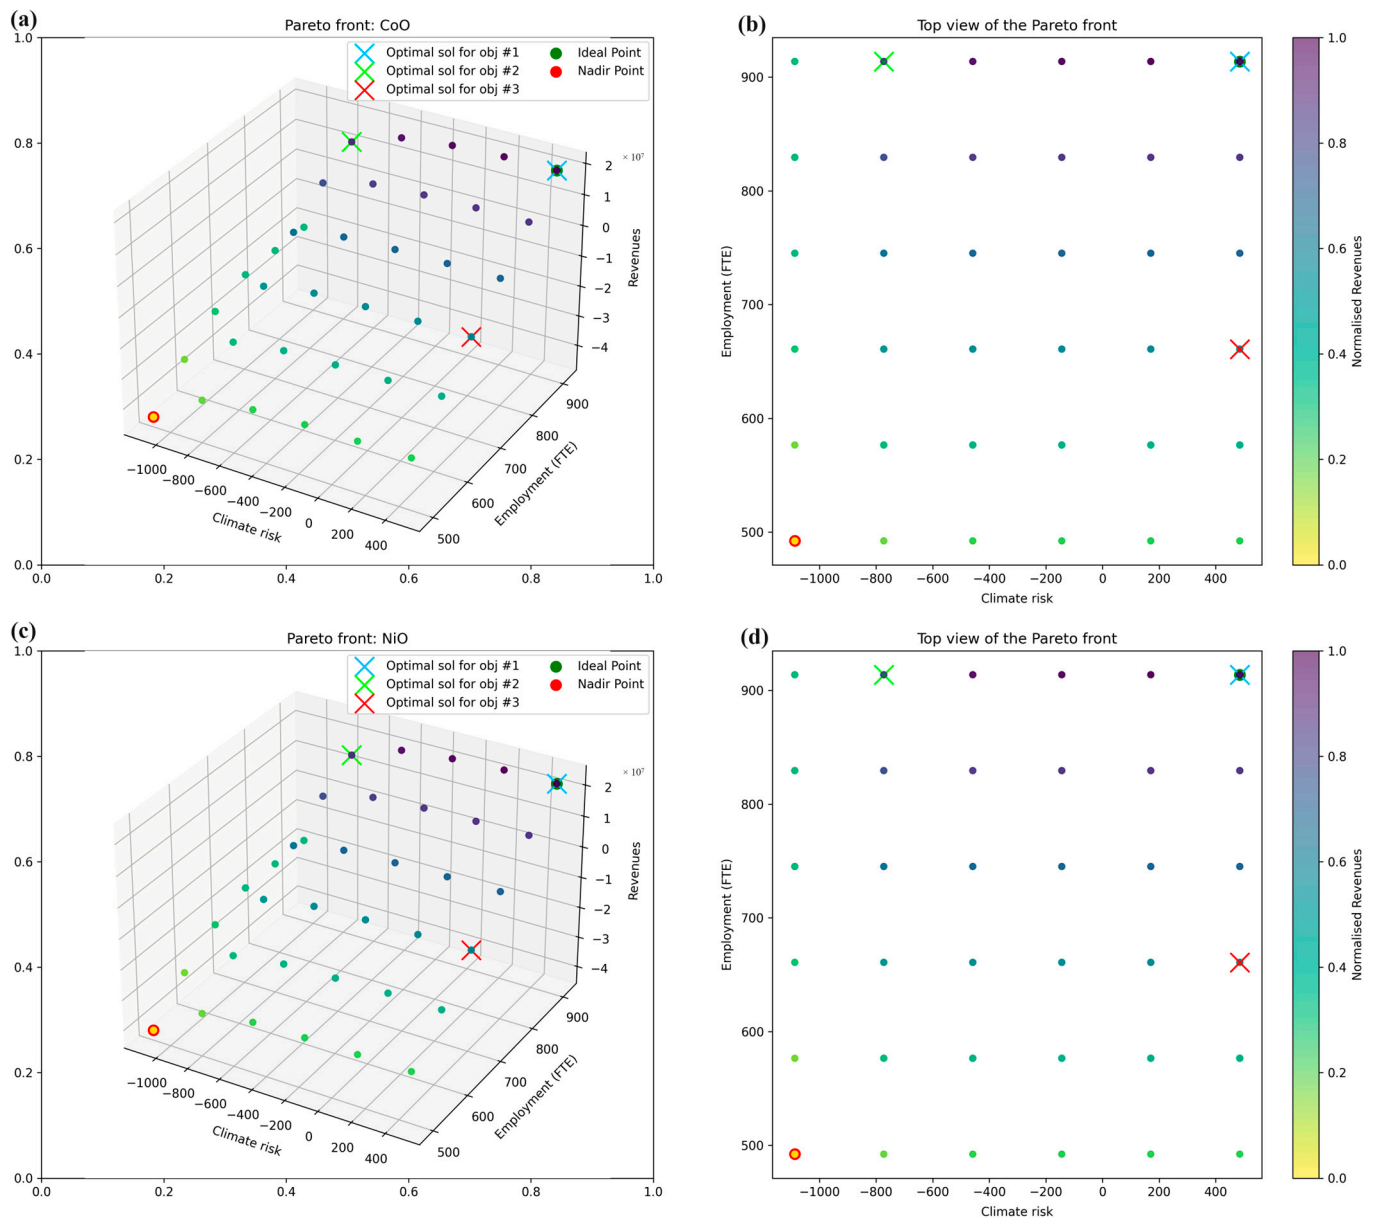 (a)
Pareto front: CoO
Optimal sol for obj #1
Optimal sol for obj #2
Optimal sol for obj #3
Ideal Point
Nadir Point
1.0
0.8
0.6
0.4
0.2
0.0
0.0 0.2 0.4 0.6 0.8 1.0
× 10⁷
2
1
0
−1
−2
−3
−4
Revenues
−1000 −800 −600 −400 −200 0 200 400
Climate risk
500 600 700 800 900
Employment (FTE)
(b)
Top view of the Pareto front
900
800
700
600
500
Employment (FTE)
−1000 −800 −600 −400 −200 0 200 400
Climate risk
1.0
0.8
0.6
0.4
0.2
0.0
Normalised Revenues
(c)
Pareto front: NiO
Optimal sol for obj #1
Optimal sol for obj #2
Optimal sol for obj #3
Ideal Point
Nadir Point
1.0
0.8
0.6
0.4
0.2
0.0
0.0 0.2 0.4 0.6 0.8 1.0
× 10⁷
2
1
0
−1
−2
−3
−4
Revenues
−1000 −800 −600 −400 −200 0 200 400
Climate risk
500 600 700 800 900
Employment (FTE)
(d)
Top view of the Pareto front
900
800
700
600
500
Employment (FTE)
−1000 −800 −600 −400 −200 0 200 400
Climate risk
1.0
0.8
0.6
0.4
0.2
0.0
Normalised Revenues